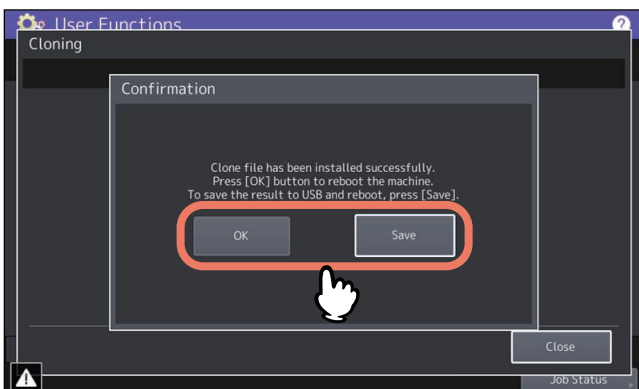 User Functions
?
Cloning
Confirmation
Clone file has been installed successfully.
Press [OK] button to reboot the machine.
To save the result to USB and reboot, press [Save].
OK
Save
Close
Job Status